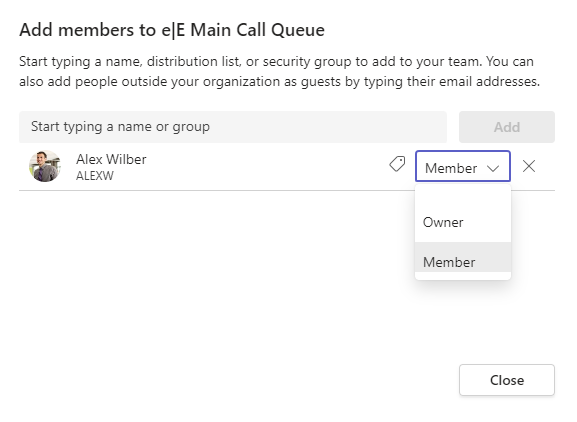 Add members to e|E Main Call Queue
Start typing a name, distribution list, or security group to add to your team. You can
also add people outside your organization as guests by typing their email addresses.
Start typing a name or group
Add
Alex Wilber
ALEXW
Member
Owner
Member
Close